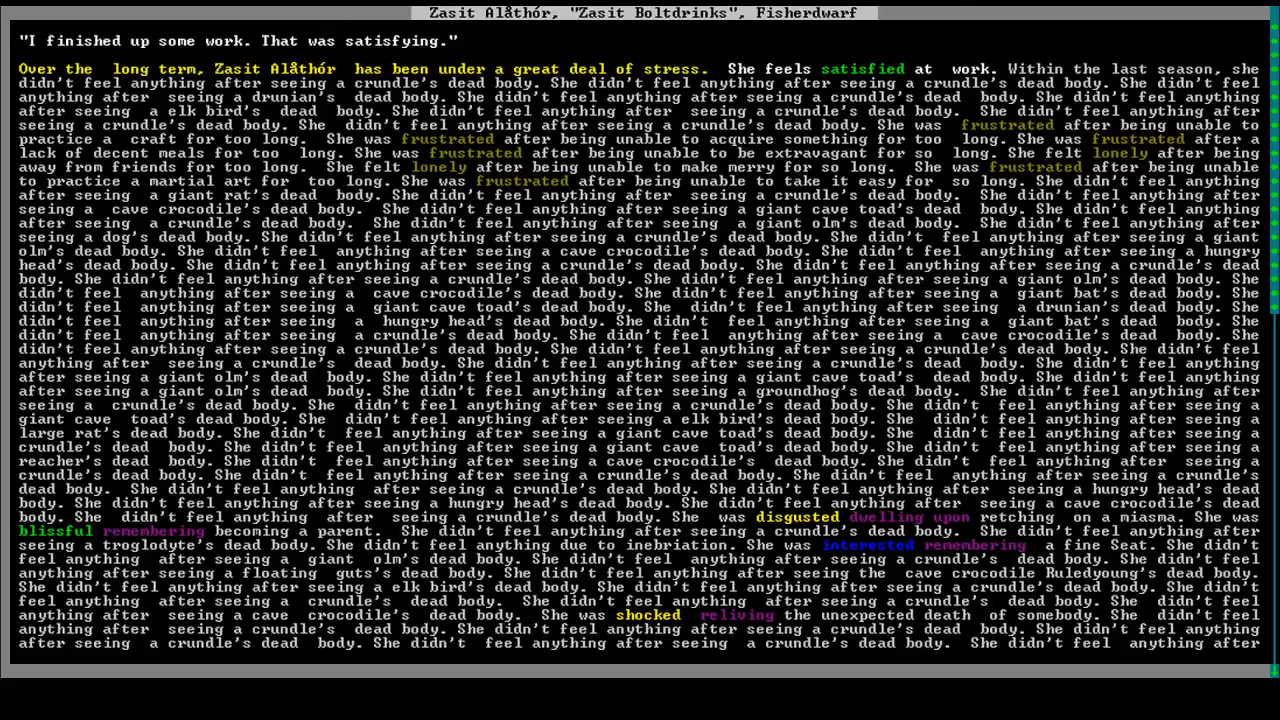 Zasit Alåthór, "Zasit Boltdrinks", Fisherdwarf
"I finished up some work. That was satisfying."
Over the long term, Zasit Alåthór has been under a great deal of stress. She feels satisfied at work. Within the last season, she
didn't feel anything after seeing a crundle's dead body. She didn't feel anything after seeing a crundle's dead body. She didn't feel
anything after seeing a drunian's dead body. She didn't feel anything after seeing a crundle's dead body. She didn't feel anything
after seeing a elk bird's dead body. She didn't feel anything after seeing a crundle's dead body. She didn't feel anything after
seeing a crundle's dead body. She didn't feel anything after seeing a crundle's dead body. She was frustrated after being unable to
practice a craft for too long. She was frustrated after being unable to acquire something for too long. She was frustrated after a
lack of decent meals for too long. She was frustrated after being unable to be extravagant for so long. She felt lonely after being
away from friends for too long. She felt lonely after being unable to make merry for so long. She was frustrated after being unable
to practice a martial art for too long. She was frustrated after being unable to take it easy for so long. She didn't feel anything
after seeing a giant rat's dead body. She didn't feel anything after seeing a crundle's dead body. She didn't feel anything after
seeing a cave crocodile's dead body. She didn't feel anything after seeing a giant cave toad's dead body. She didn't feel anything
after seeing a crundle's dead body. She didn't feel anything after seeing a giant olm's dead body. She didn't feel anything after
seeing a dog's dead body. She didn't feel anything after seeing a crundle's dead body. She didn't feel anything after seeing a giant
olm's dead body. She didn't feel anything after seeing a cave crocodile's dead body. She didn't feel anything after seeing a hungry
head's dead body. She didn't feel anything after seeing a crundle's dead body. She didn't feel anything after seeing a crundle's dead
body. She didn't feel anything after seeing a crundle's dead body. She didn't feel anything after seeing a giant olm's dead body. She
didn't feel anything after seeing a cave crocodile's dead body. She didn't feel anything after seeing a giant bat's dead body. She
didn't feel anything after seeing a giant cave toad's dead body. She didn't feel anything after seeing a drunian's dead body. She
didn't feel anything after seeing a hungry head's dead body. She didn't feel anything after seeing a giant bat's dead body. She
didn't feel anything after seeing a crundle's dead body. She didn't feel anything after seeing a cave crocodile's dead body. She
didn't feel anything after seeing a crundle's dead body. She didn't feel anything after seeing a crundle's dead body. She didn't feel
anything after seeing a crundle's dead body. She didn't feel anything after seeing a crundle's dead body. She didn't feel anything
after seeing a giant olm's dead body. She didn't feel anything after seeing a giant cave toad's dead body. She didn't feel anything
after seeing a giant olm's dead body. She didn't feel anything after seeing a groundhog's dead body. She didn't feel anything after
seeing a crundle's dead body. She didn't feel anything after seeing a crundle's dead body. She didn't feel anything after seeing a
giant cave toad's dead body. She didn't feel anything after seeing a elk bird's dead body. She didn't feel anything after seeing a
large rat's dead body. She didn't feel anything after seeing a giant cave toad's dead body. She didn't feel anything after seeing a
crundle's dead body. She didn't feel anything after seeing a giant cave toad's dead body. She didn't feel anything after seeing a
reacher's dead body. She didn't feel anything after seeing a cave crocodile's dead body. She didn't feel anything after seeing a
crundle's dead body. She didn't feel anything after seeing a crundle's dead body. She didn't feel anything after seeing a crundle's
dead body. She didn't feel anything after seeing a crundle's dead body. She didn't feel anything after seeing a hungry head's dead
body. She didn't feel anything after seeing a hungry head's dead body. She didn't feel anything after seeing a cave crocodile's dead
body. She didn't feel anything after seeing a crundle's dead body. She was disgusted dwelling upon retching on a miasma. She was
blissful remembering becoming a parent. She didn't feel anything after seeing a crundle's dead body. She didn't feel anything after
seeing a troglodyte's dead body. She didn't feel anything due to inebriation. She was interested remembering a fine Seat. She didn't
feel anything after seeing a giant olm's dead body. She didn't feel anything after seeing a crundle's dead body. She didn't feel
anything after seeing a floating guts's dead body. She didn't feel anything after seeing the cave crocodile Ruledyoung's dead body.
She didn't feel anything after seeing a elk bird's dead body. She didn't feel anything after seeing a crundle's dead body. She didn't
feel anything after seeing a crundle's dead body. She didn't feel anything after seeing a crundle's dead body. She didn't feel
anything after seeing a cave crocodile's dead body. She was shocked reliving the unexpected death of somebody. She didn't feel
anything after seeing a crundle's dead body. She didn't feel anything after seeing a crundle's dead body. She didn't feel anything
after seeing a crundle's dead body. She didn't feel anything after seeing a crundle's dead body. She didn't feel anything after